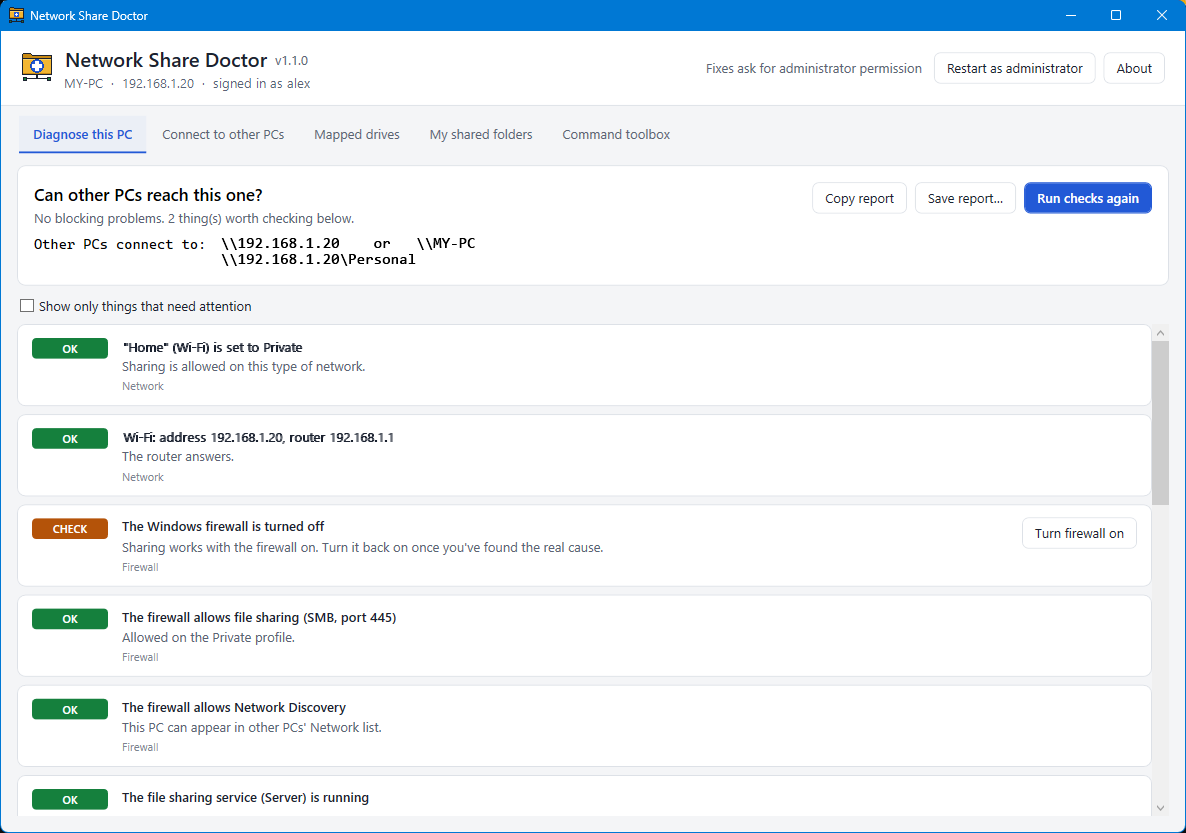 Network Share Doctor
Network Share Doctor v1.1.0
MY-PC · 192.168.1.20 · signed in as alex
Fixes ask for administrator permission
Restart as administrator
About
Diagnose this PC
Connect to other PCs
Mapped drives
My shared folders
Command toolbox
Can other PCs reach this one?
No blocking problems. 2 thing(s) worth checking below.
Other PCs connect to: \\192.168.1.20 or \\MY-PC
\\192.168.1.20\Personal
Copy report
Save report...
Run checks again
Show only things that need attention
OK
"Home" (Wi-Fi) is set to Private
Sharing is allowed on this type of network.
Network
OK
Wi-Fi: address 192.168.1.20, router 192.168.1.1
The router answers.
Network
CHECK
The Windows firewall is turned off
Sharing works with the firewall on. Turn it back on once you've found the real cause.
Firewall
Turn firewall on
OK
The firewall allows file sharing (SMB, port 445)
Allowed on the Private profile.
Firewall
OK
The firewall allows Network Discovery
This PC can appear in other PCs' Network list.
Firewall
OK
The file sharing service (Server) is running